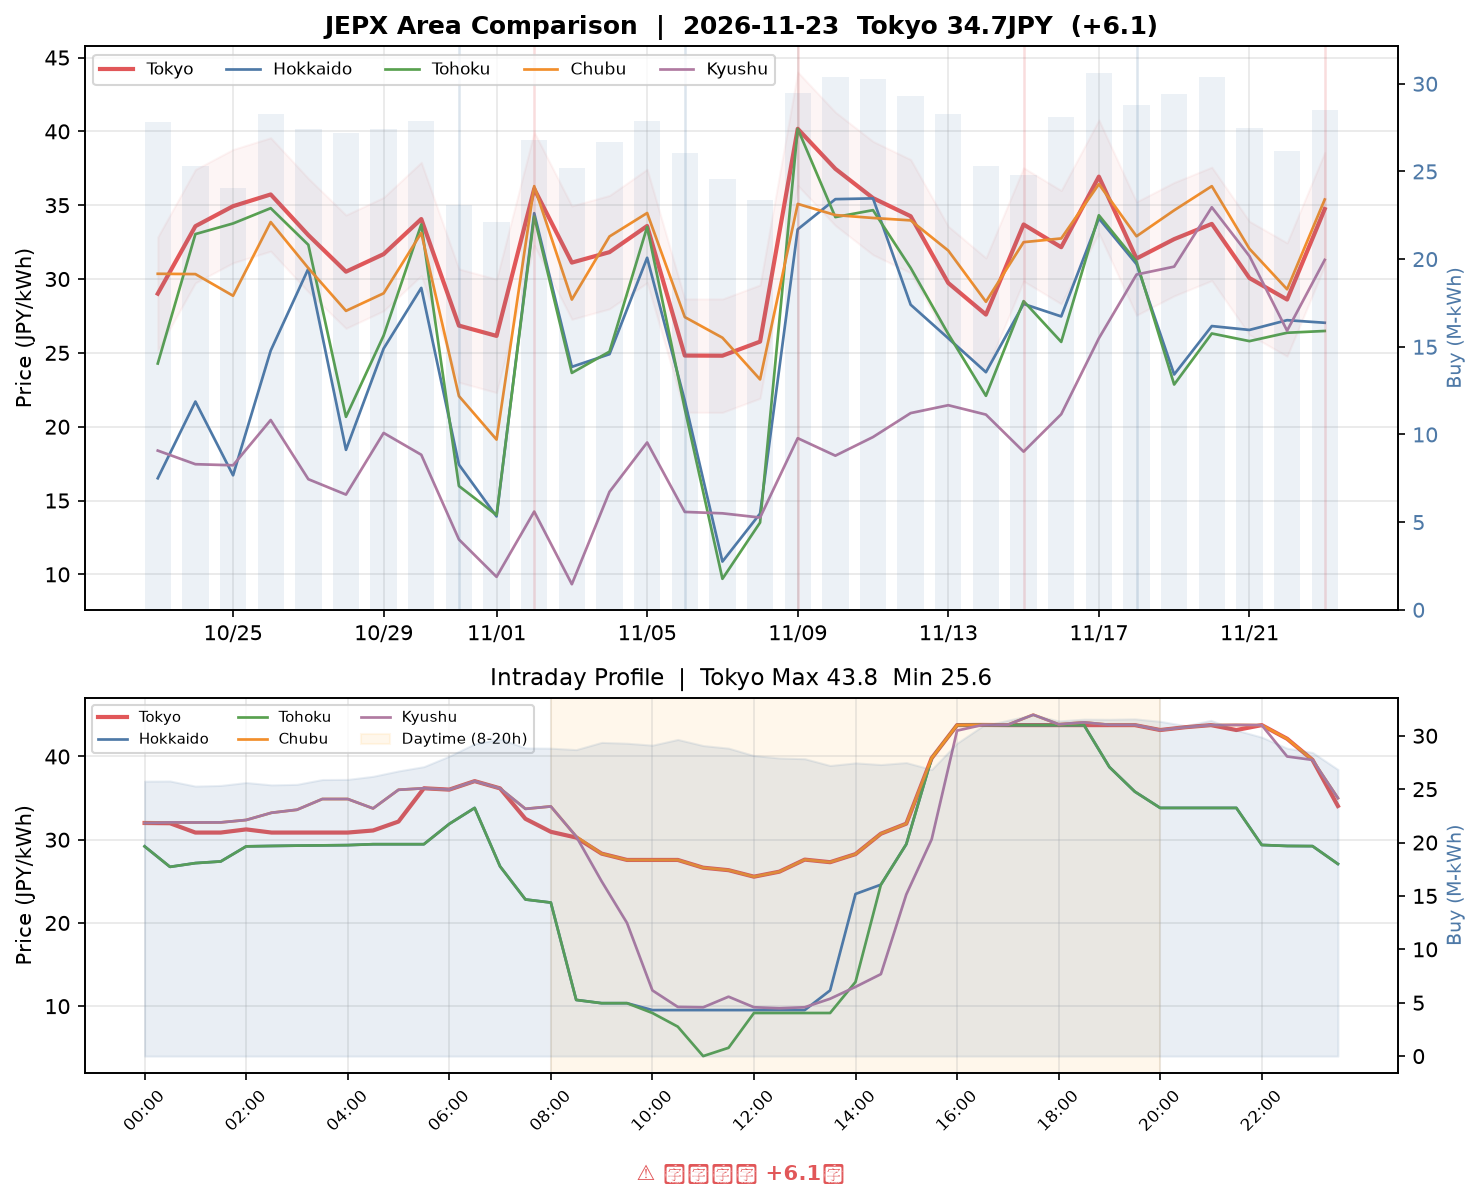 JEPX Area Comparison | 2026-11-23 Tokyo 34.7JPY (+6.1)
Tokyo Hokkaido Tohoku Chubu Kyushu
Price (JPY/kWh)
45
40
35
30
25
20
15
10
Buy (M-kWh)
30
25
20
15
10
5
0
10/25 10/29 11/01 11/05 11/09 11/13 11/17 11/21
Intraday Profile | Tokyo Max 43.8 Min 25.6
Tokyo Tohoku Kyushu
Hokkaido Chubu Daytime (8-20h)
Price (JPY/kWh)
40
30
20
10
Buy (M-kWh)
30
25
20
15
10
5
0
00:00 02:00 04:00 06:00 08:00 10:00 12:00 14:00 16:00 18:00 20:00 22:00
⚠ +6.1